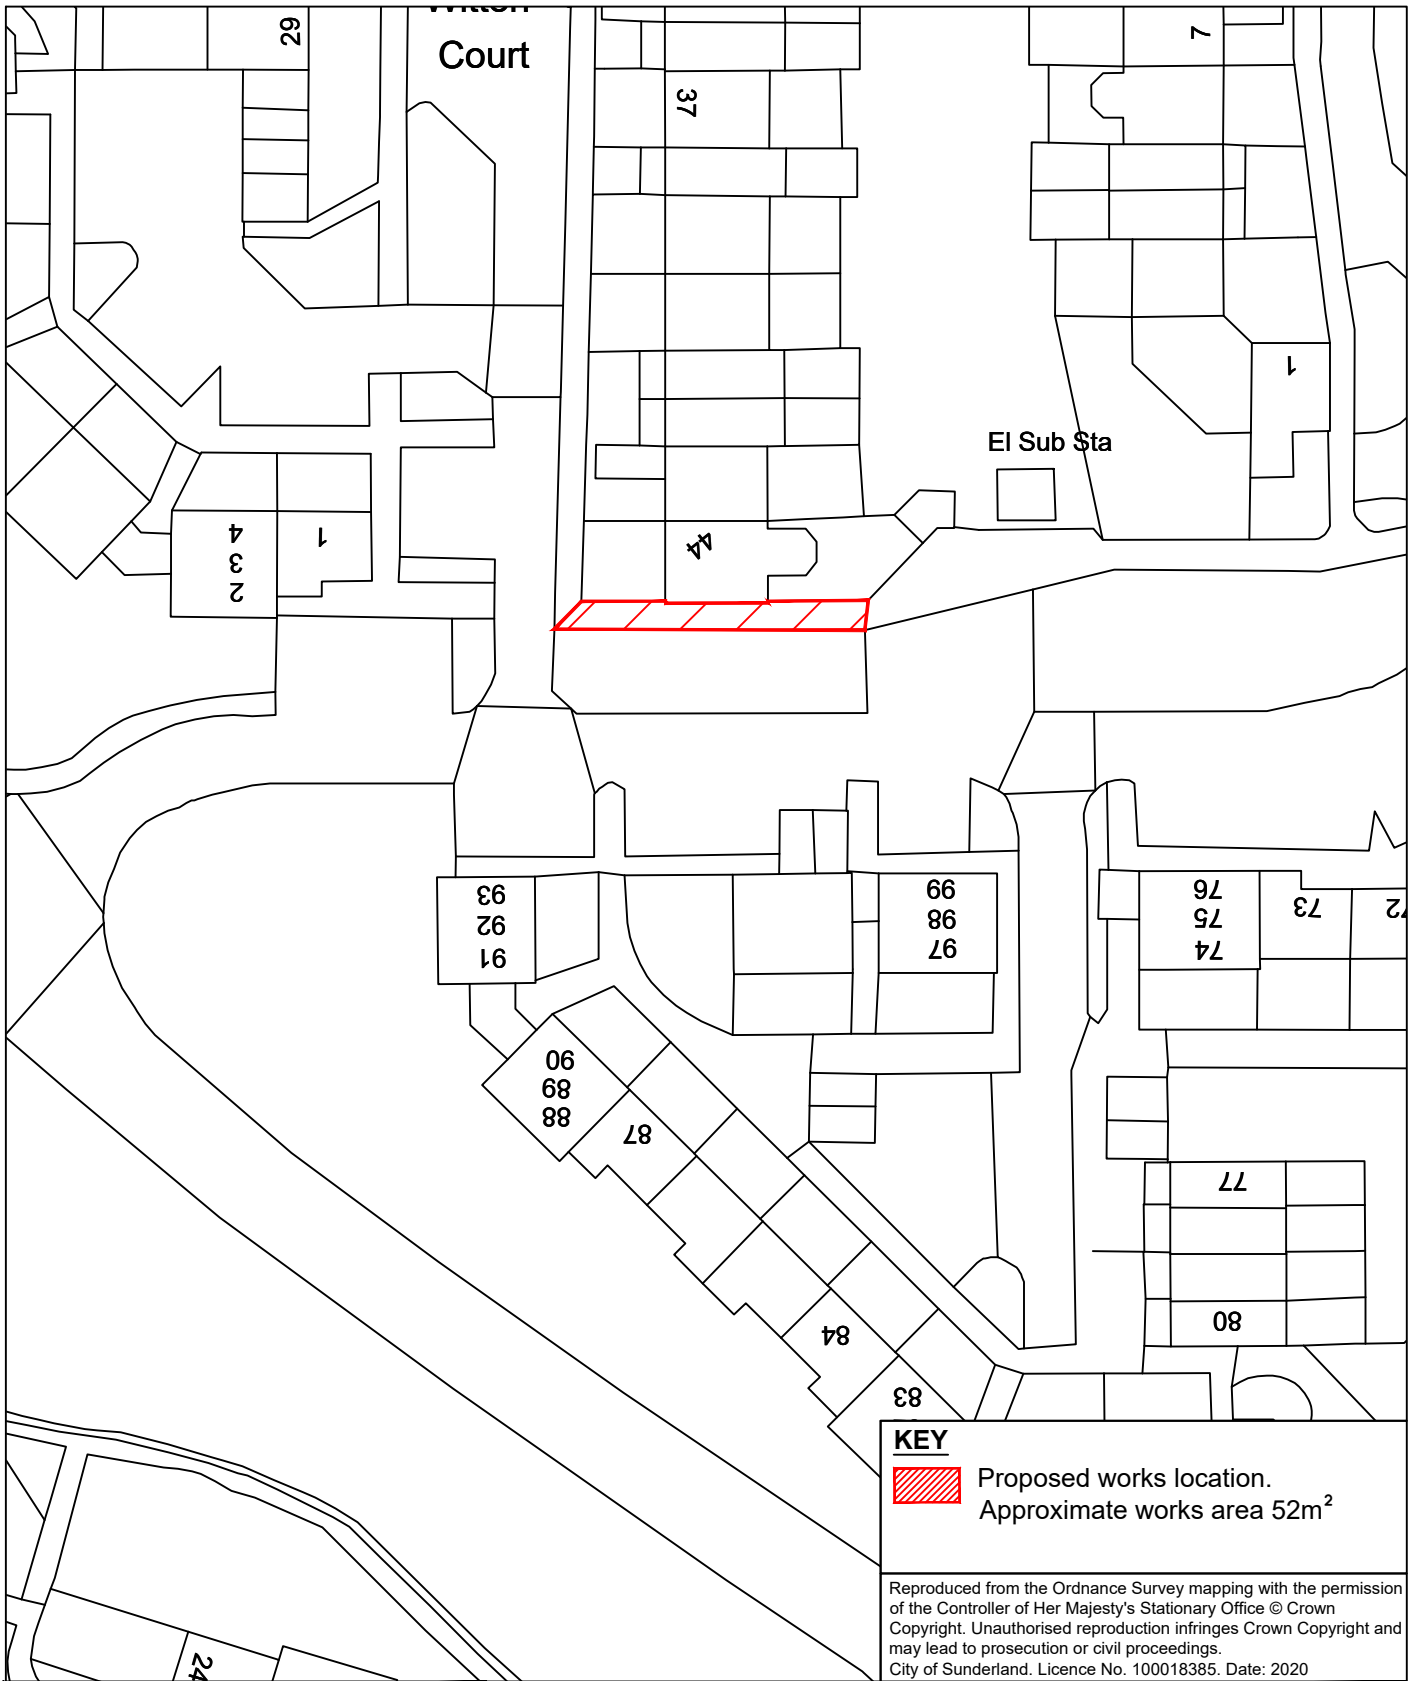 Court
29
37
7
1
El Sub Sta
44
4
3
2
1
93
92
91
99
98
97
76
75
74
73
72
90
89
88
87
77
84
80
83
24
KEY
Proposed works location.
Approximate works area 52m²
Reproduced from the Ordnance Survey mapping with the permission
of the Controller of Her Majesty's Stationary Office © Crown
Copyright. Unauthorised reproduction infringes Crown Copyright and
may lead to prosecution or civil proceedings.
City of Sunderland. Licence No. 100018385. Date: 2020